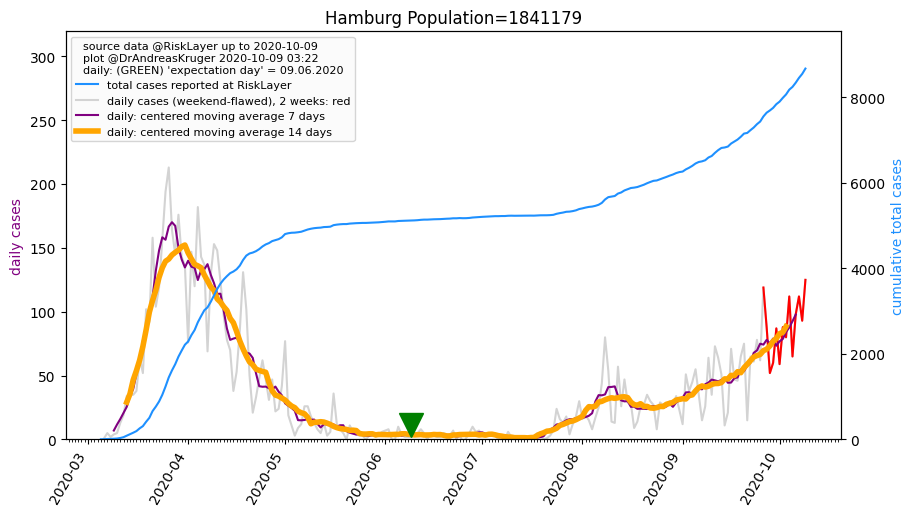 Hamburg Population=1841179
source data @RiskLayer up to 2020-10-09
plot @DrAndreasKruger 2020-10-09 03:22
daily: (GREEN) 'expectation day' = 09.06.2020
total cases reported at RiskLayer
daily cases (weekend-flawed), 2 weeks: red
daily: centered moving average 7 days
daily: centered moving average 14 days
daily cases
300
250
200
150
100
50
0
cumulative total cases
8000
6000
4000
2000
0
2020-03
2020-04
2020-05
2020-06
2020-07
2020-08
2020-09
2020-10